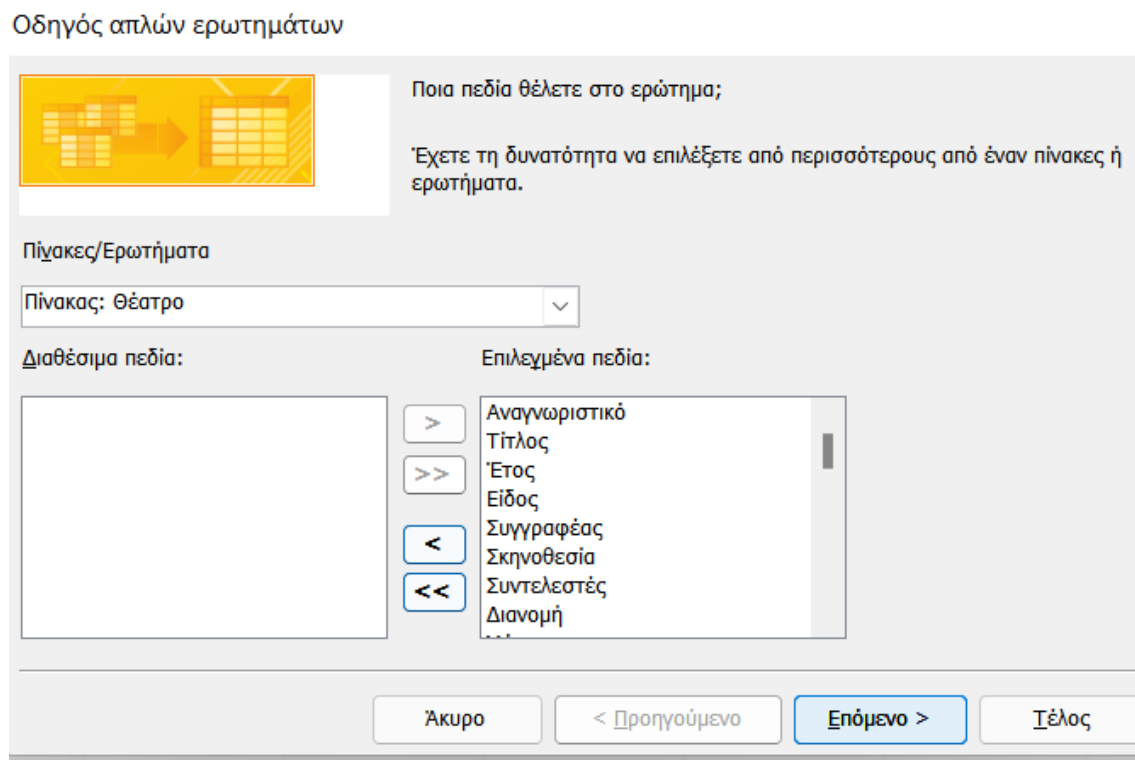 Οδηγός απλών ερωτημάτων
Ποια πεδία θέλετε στο ερώτημα;
Έχετε τη δυνατότητα να επιλέξετε από περισσότερους από έναν πίνακες ή
ερωτήματα.
Πίνακες/Ερωτήματα
Πίνακας: Θέατρο
Διαθέσιμα πεδία:
Επιλεγμένα πεδία:
Αναγνωριστικό
Τίτλος
Έτος
Είδος
Συγγραφέας
Σκηνοθεσία
Συντελεστές
Διανομή
>
>>
<
<<
Άκυρο
< Προηγούμενο
Επόμενο >
Τέλος